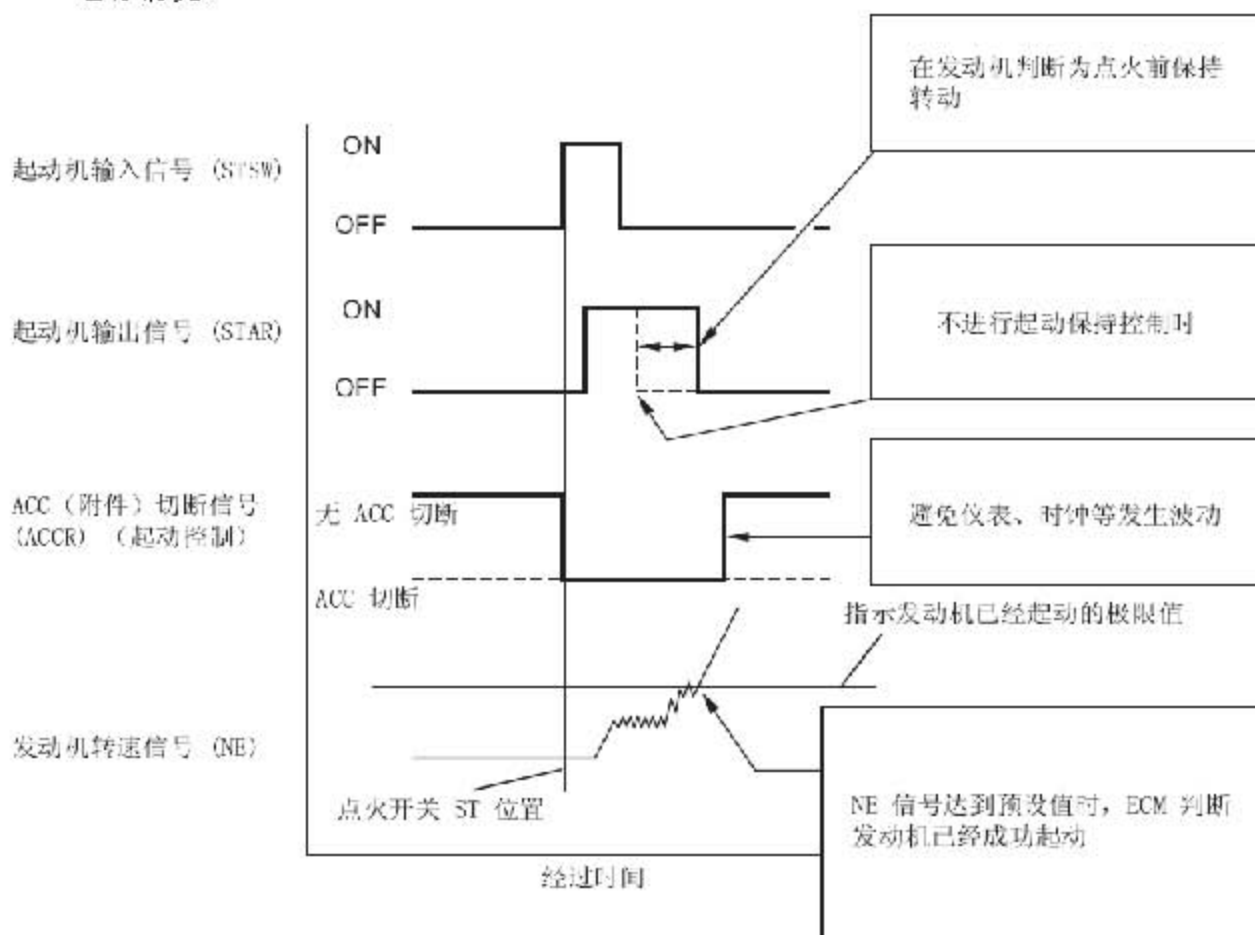 在发动机判断为点火前保持
转动
ON
起动机输入信号 (STSW)
OFF
ON
起动机输出信号 (STAR)
不进行起动保持控制时
OFF
ACC（附件）切断信号
(ACCR) （起动控制）
无 ACC 切断
避免仪表、时钟等发生波动
ACC 切断
指示发动机已经起动的极限值
发动机转速信号 (NE)
点火开关 ST 位置
NE 信号达到预设值时，ECM 判断
发动机已经成功起动
经过时间